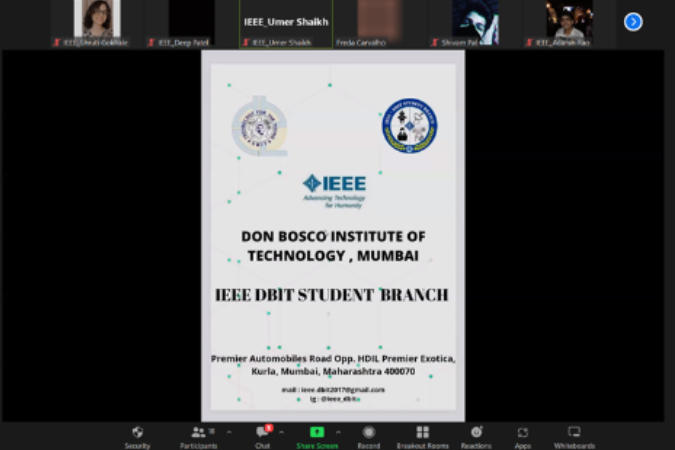 IEEE_Umer Shaikh
IEEE_Shruti Gokhale
IEEE_Deep Patel
IEEE_Umer Shaikh
Freda Carvalho
Shivam Pal
IEEE_Adarsh Rao
IEEE
Advancing Technology
for Humanity
DON BOSCO INSTITUTE OF
TECHNOLOGY , MUMBAI
IEEE DBIT STUDENT BRANCH
Premier Automobiles Road Opp. HDIL Premier Exotica,
Kurla, Mumbai, Maharashtra 400070
mail : ieee.dbit2017@gmail.com
ig : @ieee_dbit
Security
Participants
Chat
Share Screen
Record
Breakout Rooms
Reactions
Apps
Whiteboards